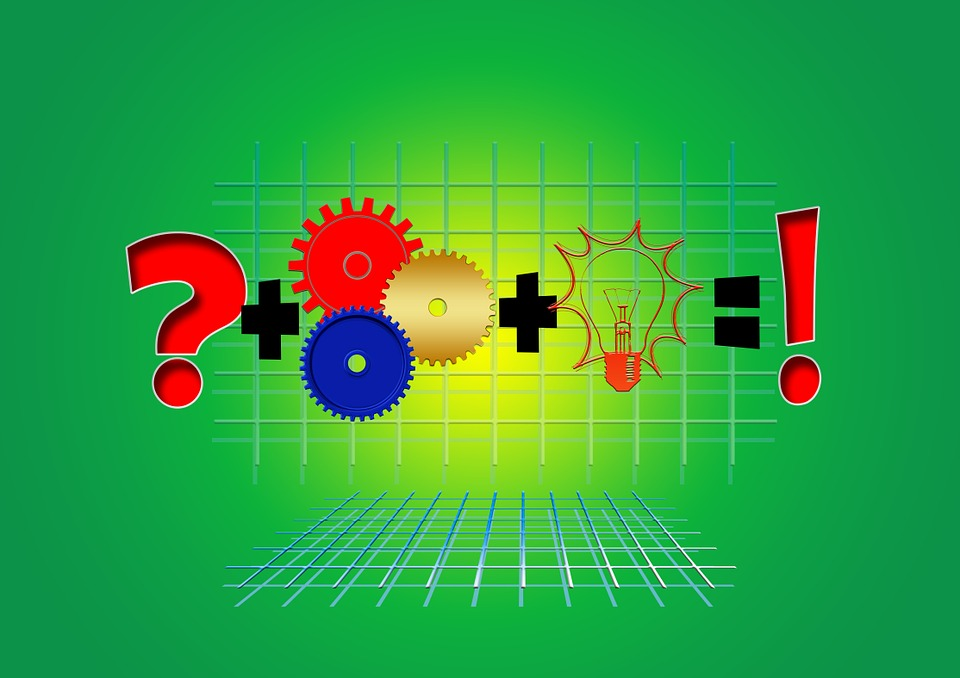 ? + + = !